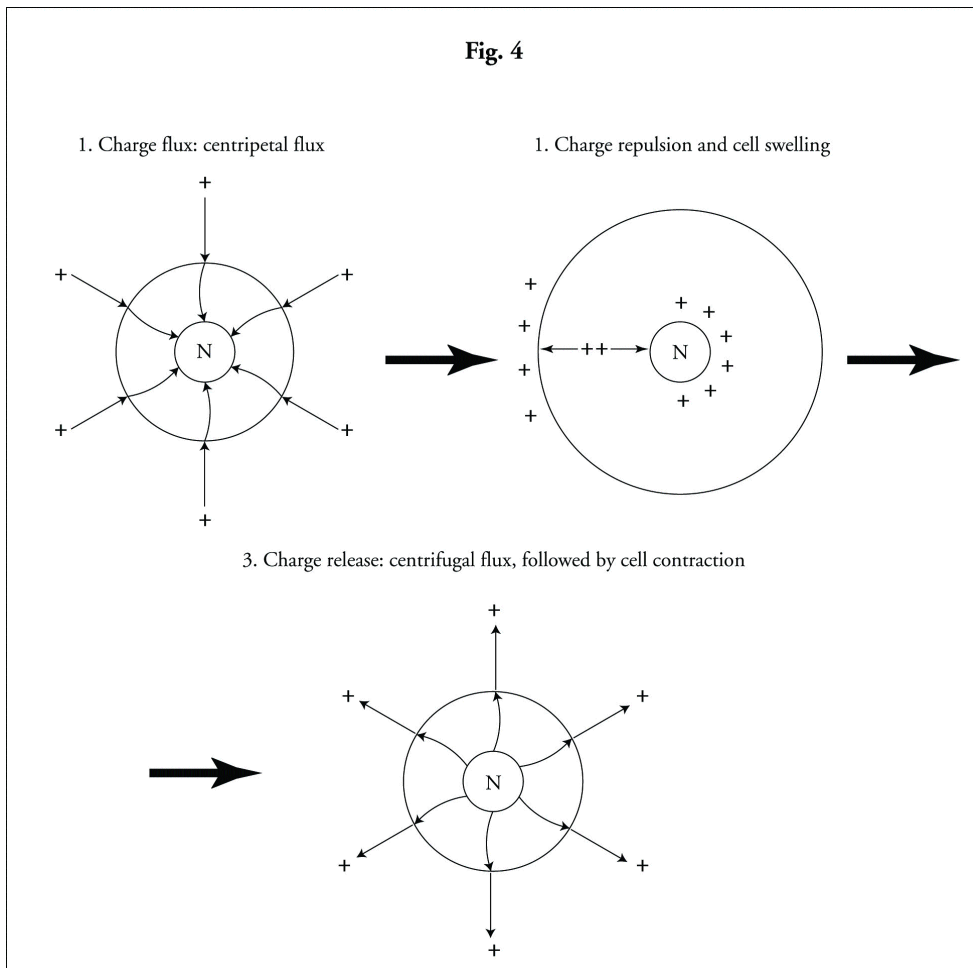 Fig. 4
1. Charge flux: centripetal flux
1. Charge repulsion and cell swelling
+
+ +
N
+ +
+
+
+
+
+
++
N
+
+
+
+
+
+
3. Charge release: centrifugal flux, followed by cell contraction
+
+ +
N
+ +
+